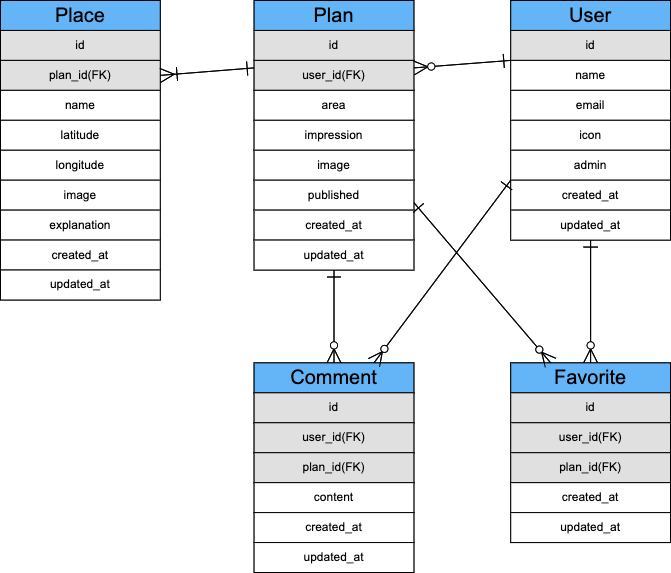 Place
id
plan_id(FK)
name
latitude
longitude
image
explanation
created_at
updated_at
Plan
id
user_id(FK)
area
impression
image
published
created_at
updated_at
User
id
name
email
icon
admin
created_at
updated_at
Comment
id
user_id(FK)
plan_id(FK)
content
created_at
updated_at
Favorite
id
user_id(FK)
plan_id(FK)
created_at
updated_at